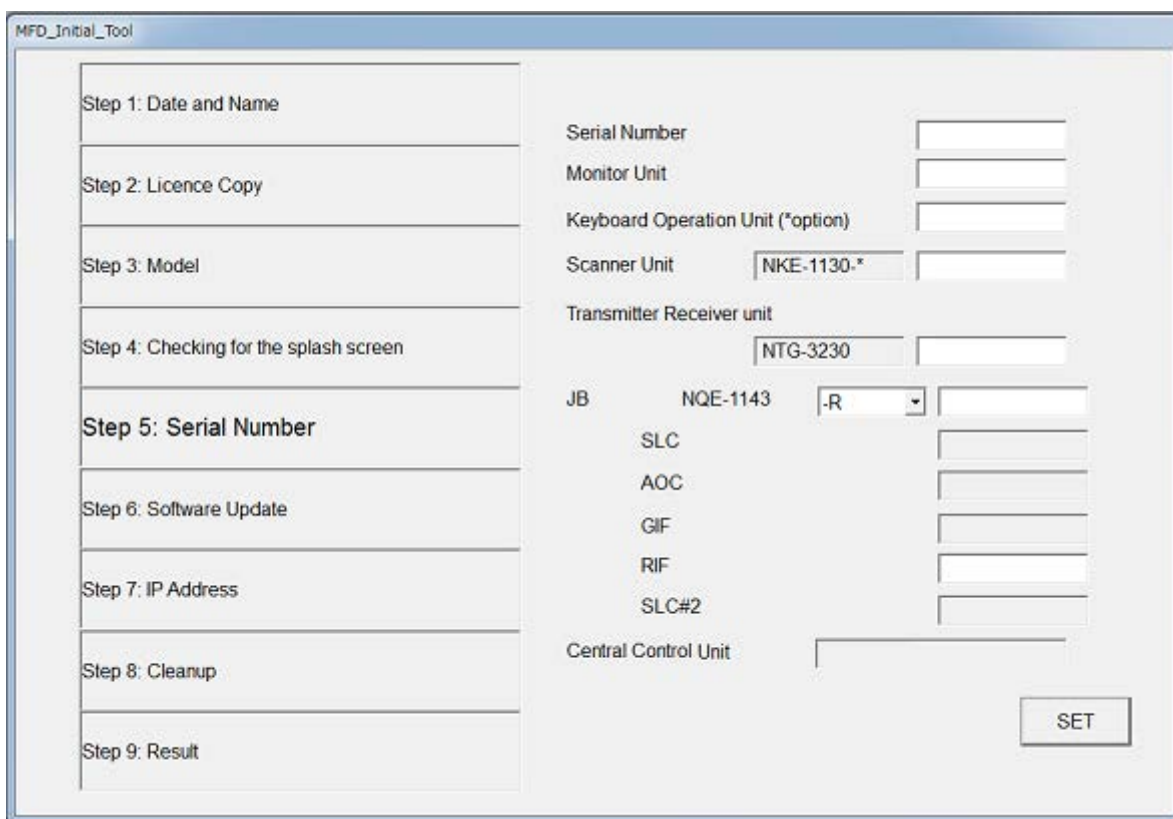 MFD_Initial_Tool
Step 1: Date and Name
Step 2: Licence Copy
Step 3: Model
Step 4: Checking for the splash screen
Step 5: Serial Number
Step 6: Software Update
Step 7: IP Address
Step 8: Cleanup
Step 9: Result
Serial Number
Monitor Unit
Keyboard Operation Unit (*option)
Scanner Unit NKE-1130-*
Transmitter Receiver unit
NTG-3230
JB NQE-1143 -R
SLC
AOC
GIF
RIF
SLC#2
Central Control Unit
SET